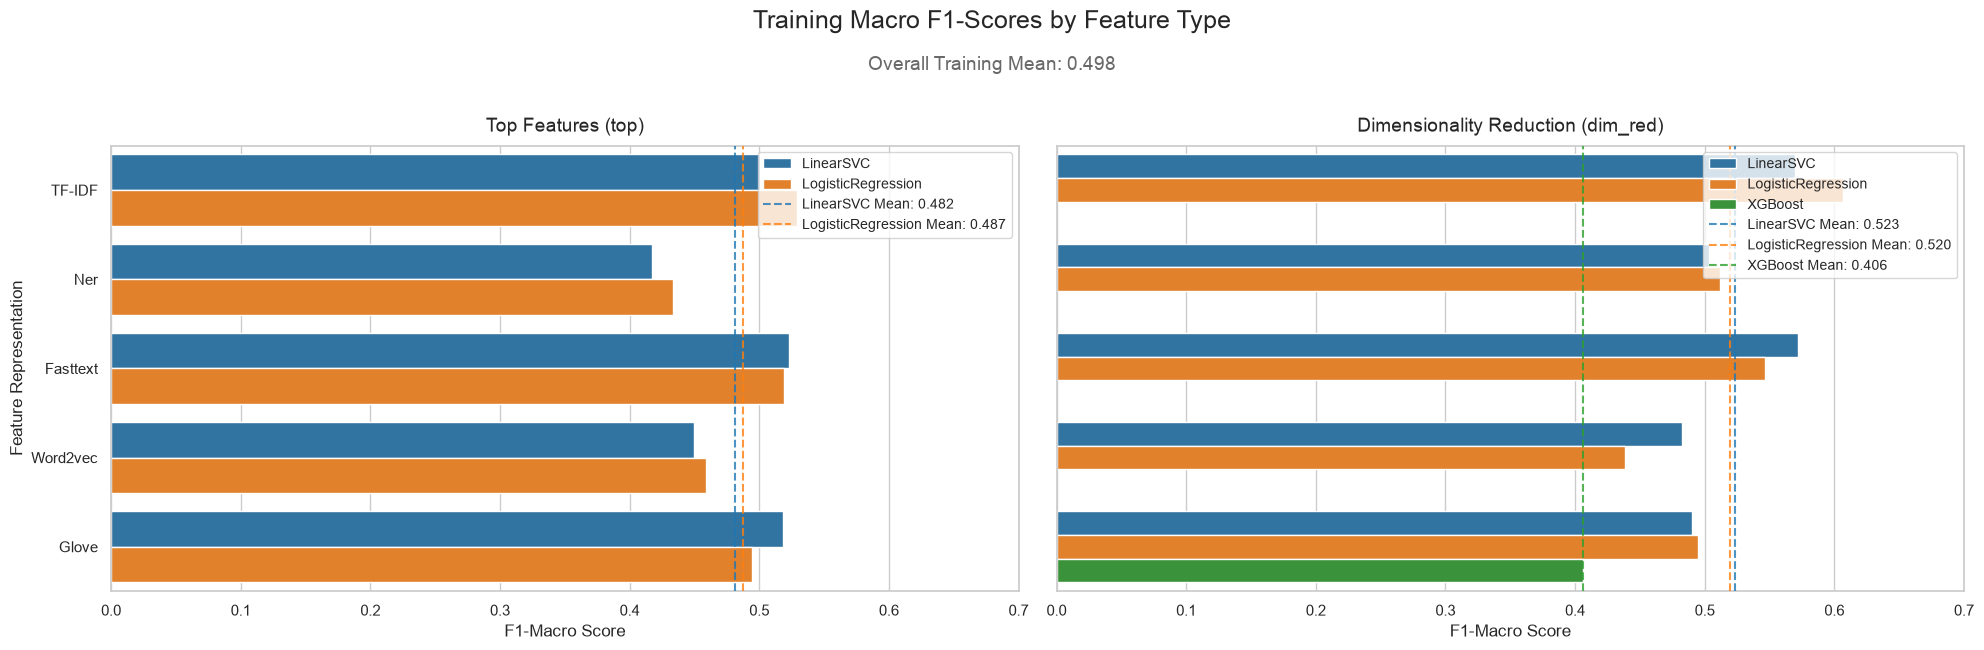 Training Macro F1-Scores by Feature Type
Overall Training Mean: 0.498
Top Features (top)
LinearSVC
LogisticRegression
LinearSVC Mean: 0.482
LogisticRegression Mean: 0.487
Feature Representation
TF-IDF
Ner
Fasttext
Word2vec
Glove
0.0 0.1 0.2 0.3 0.4 0.5 0.6 0.7
F1-Macro Score
Dimensionality Reduction (dim_red)
LinearSVC
LogisticRegression
XGBoost
LinearSVC Mean: 0.523
LogisticRegression Mean: 0.520
XGBoost Mean: 0.406
0.0 0.1 0.2 0.3 0.4 0.5 0.6 0.7
F1-Macro Score